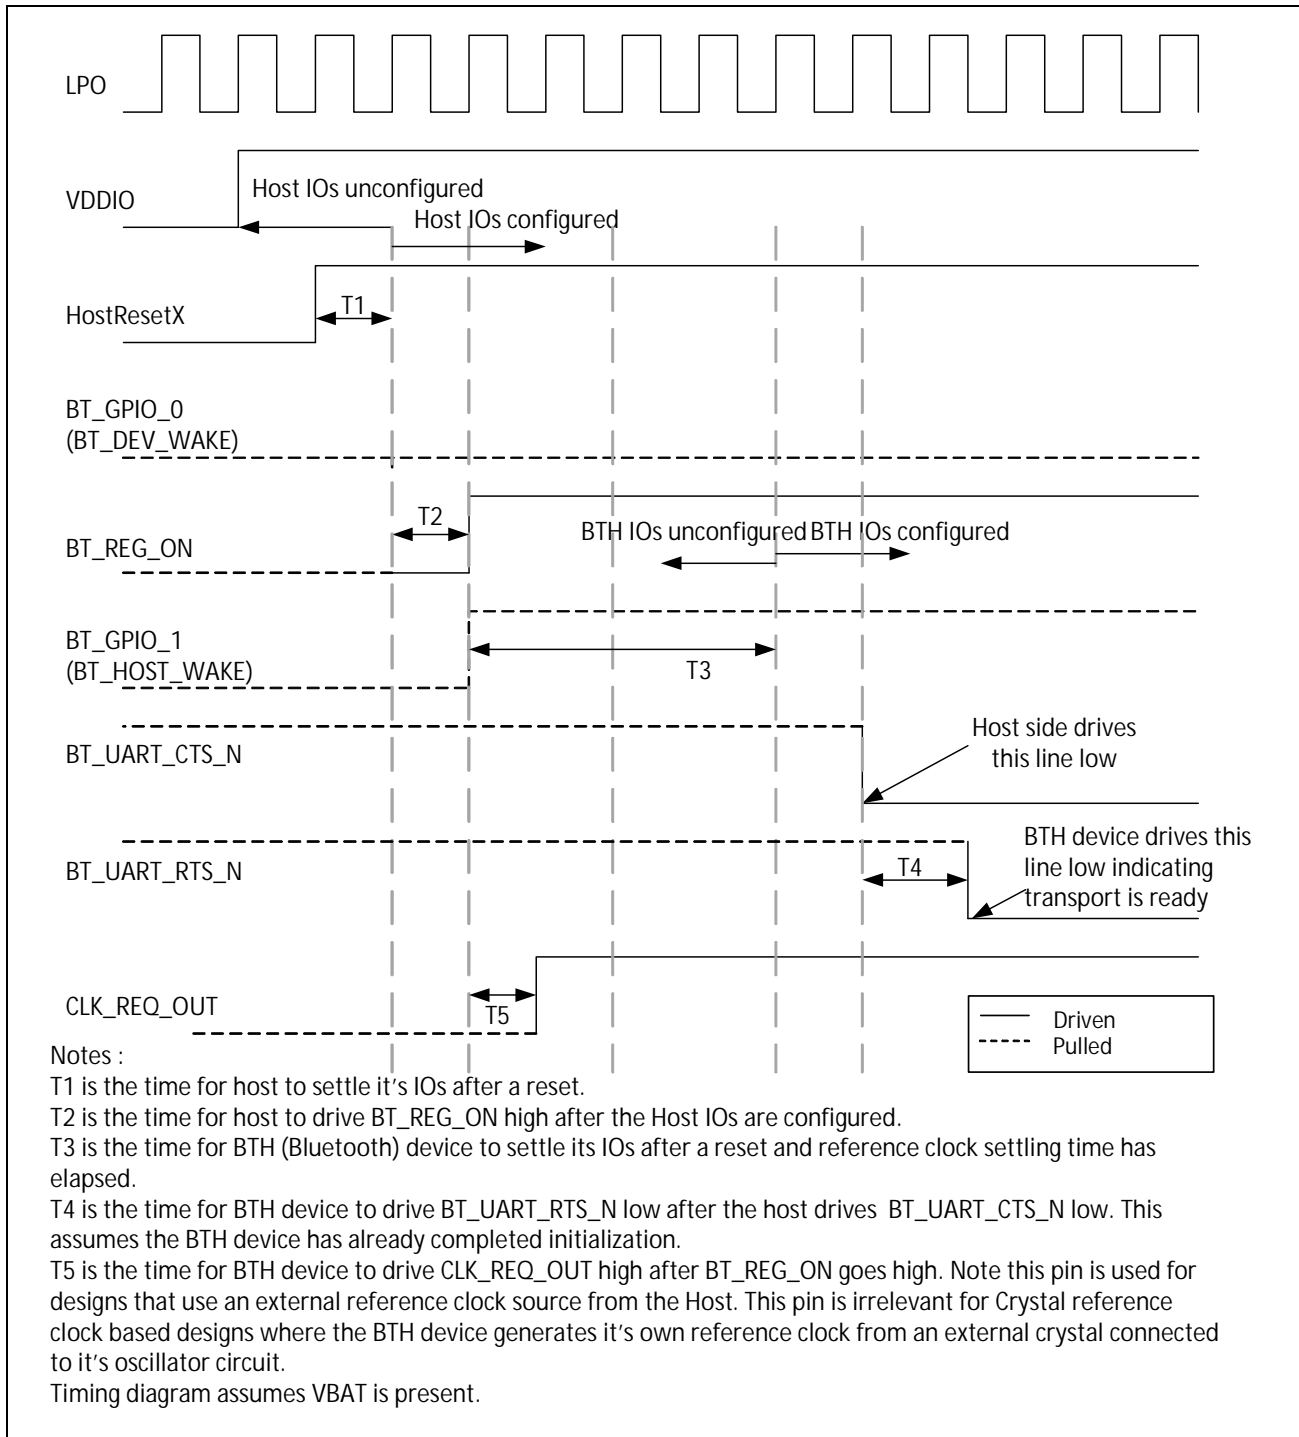 LPO
VDDIO
Host IOs unconfigured
Host IOs configured
HostResetX
T1
BT_GPIO_0
(BT_DEV_WAKE)
T2
BT_REG_ON
BTH IOs unconfigured
BTH IOs configured
BT_GPIO_1
(BT_HOST_WAKE)
T3
BT_UART_CTS_N
Host side drives
this line low
BT_UART_RTS_N
T4
BTH device drives this
line low indicating
transport is ready
CLK_REQ_OUT
T5
Driven
Pulled
Notes :
T1 is the time for host to settle it's IOs after a reset.
T2 is the time for host to drive BT_REG_ON high after the Host IOs are configured.
T3 is the time for BTH (Bluetooth) device to settle its IOs after a reset and reference clock settling time has
elapsed.
T4 is the time for BTH device to drive BT_UART_RTS_N low after the host drives BT_UART_CTS_N low. This
assumes the BTH device has already completed initialization.
T5 is the time for BTH device to drive CLK_REQ_OUT high after BT_REG_ON goes high. Note this pin is used for
designs that use an external reference clock source from the Host. This pin is irrelevant for Crystal reference
clock based designs where the BTH device generates it's own reference clock from an external crystal connected
to it's oscillator circuit.
Timing diagram assumes VBAT is present.